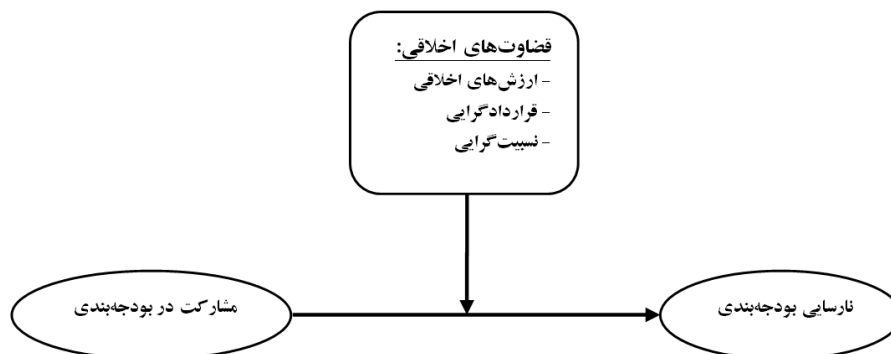 قضاوت‌های اخلاقی:
- ارزش‌های اخلاقی
- قراردادگرایی
- نسبیت‌گرایی
مشارکت در بودجه‌بندی
نارسایی بودجه‌بندی